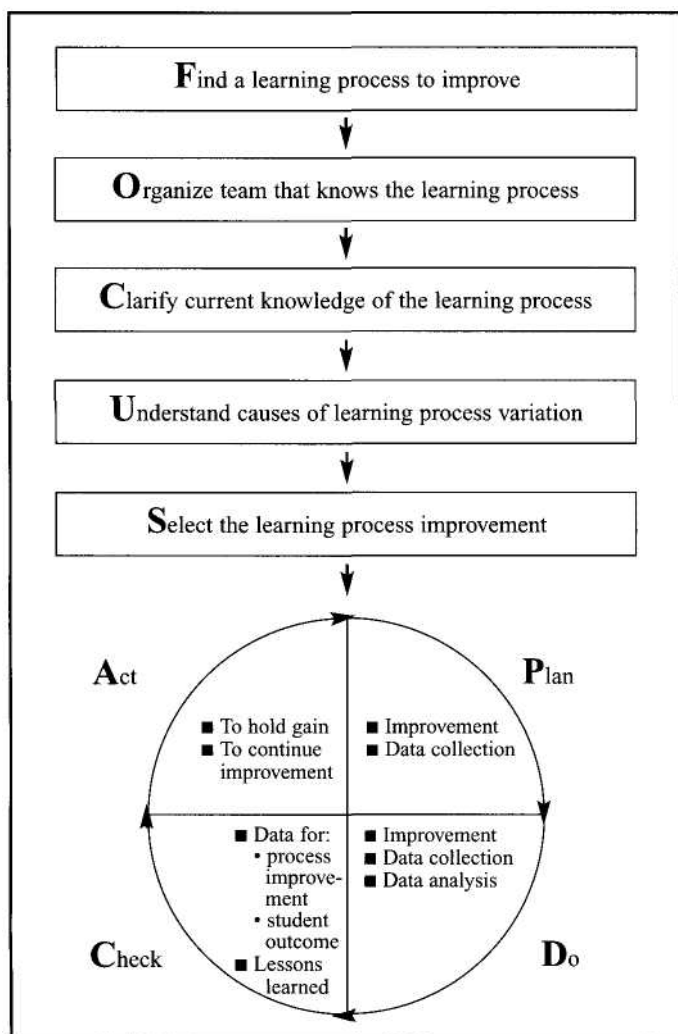 Find a learning process to improve
Organize team that knows the learning process
Clarify current knowledge of the learning process
Understand causes of learning process variation
Select the learning process improvement
Act
Plan
■ To hold gain
■ To continue
improvement
■ Improvement
■ Data collection
■ Data for:
• process
improve-
ment
• student
outcome
■ Lessons
learned
■ Improvement
■ Data collection
■ Data analysis
Check
Do